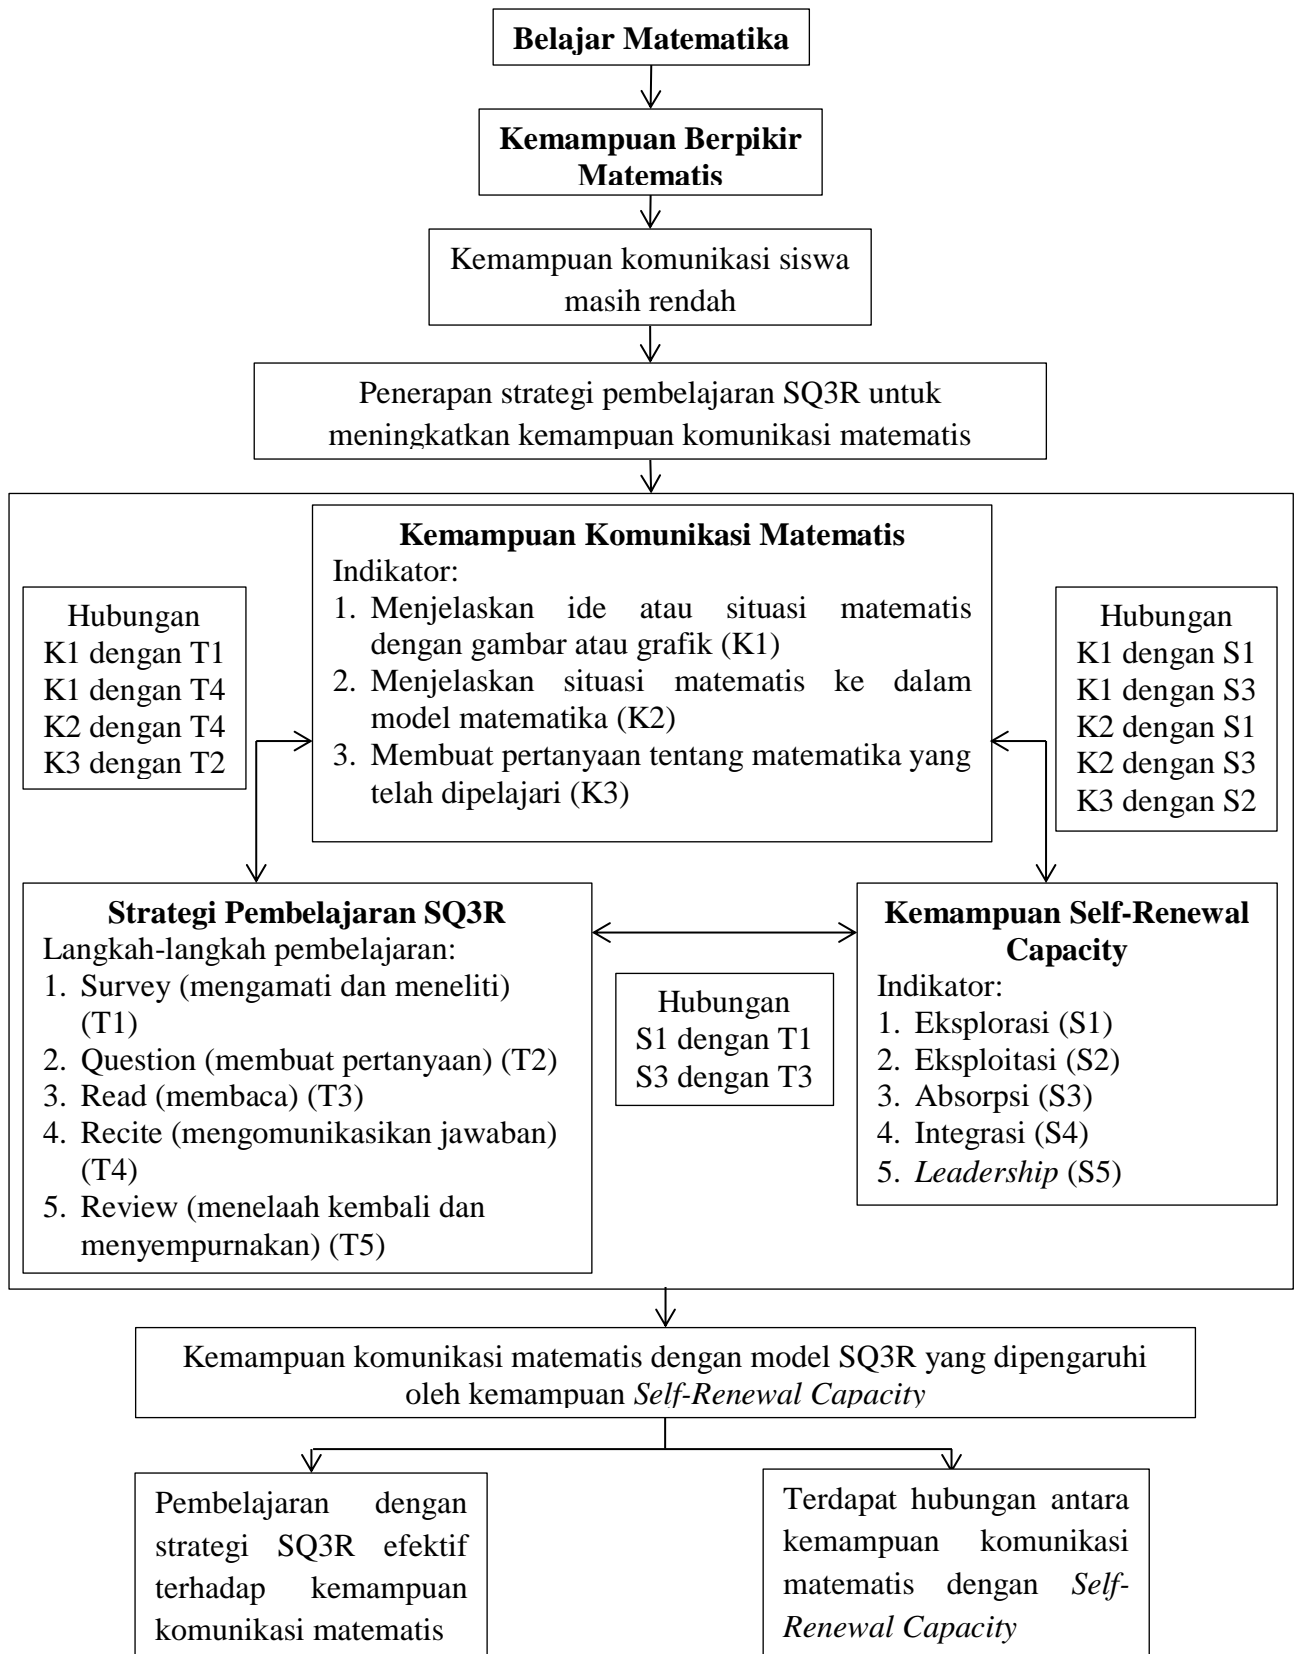 Belajar Matematika
Kemampuan Berpikir
Matematis
Kemampuan komunikasi siswa
masih rendah
Penerapan strategi pembelajaran SQ3R untuk
meningkatkan kemampuan komunikasi matematis
Kemampuan Komunikasi Matematis
Indikator:
1. Menjelaskan ide atau situasi matematis
dengan gambar atau grafik (K1)
2. Menjelaskan situasi matematis ke dalam
model matematika (K2)
3. Membuat pertanyaan tentang matematika yang
telah dipelajari (K3)
Hubungan
K1 dengan T1
K1 dengan T4
K2 dengan T4
K3 dengan T2
Hubungan
K1 dengan S1
K1 dengan S3
K2 dengan S1
K2 dengan S3
K3 dengan S2
Strategi Pembelajaran SQ3R
Langkah-langkah pembelajaran:
1. Survey (mengamati dan meneliti)
(T1)
2. Question (membuat pertanyaan) (T2)
3. Read (membaca) (T3)
4. Recite (mengomunikasikan jawaban)
(T4)
5. Review (menelaah kembali dan
menyempurnakan) (T5)
Hubungan
S1 dengan T1
S3 dengan T3
Kemampuan Self-Renewal
Capacity
Indikator:
1. Eksplorasi (S1)
2. Eksploitasi (S2)
3. Absorpsi (S3)
4. Integrasi (S4)
5. Leadership (S5)
Kemampuan komunikasi matematis dengan model SQ3R yang dipengaruhi
oleh kemampuan Self-Renewal Capacity
Pembelajaran dengan
strategi SQ3R efektif
terhadap kemampuan
komunikasi matematis
Terdapat hubungan antara
kemampuan komunikasi
matematis dengan Self-
Renewal Capacity